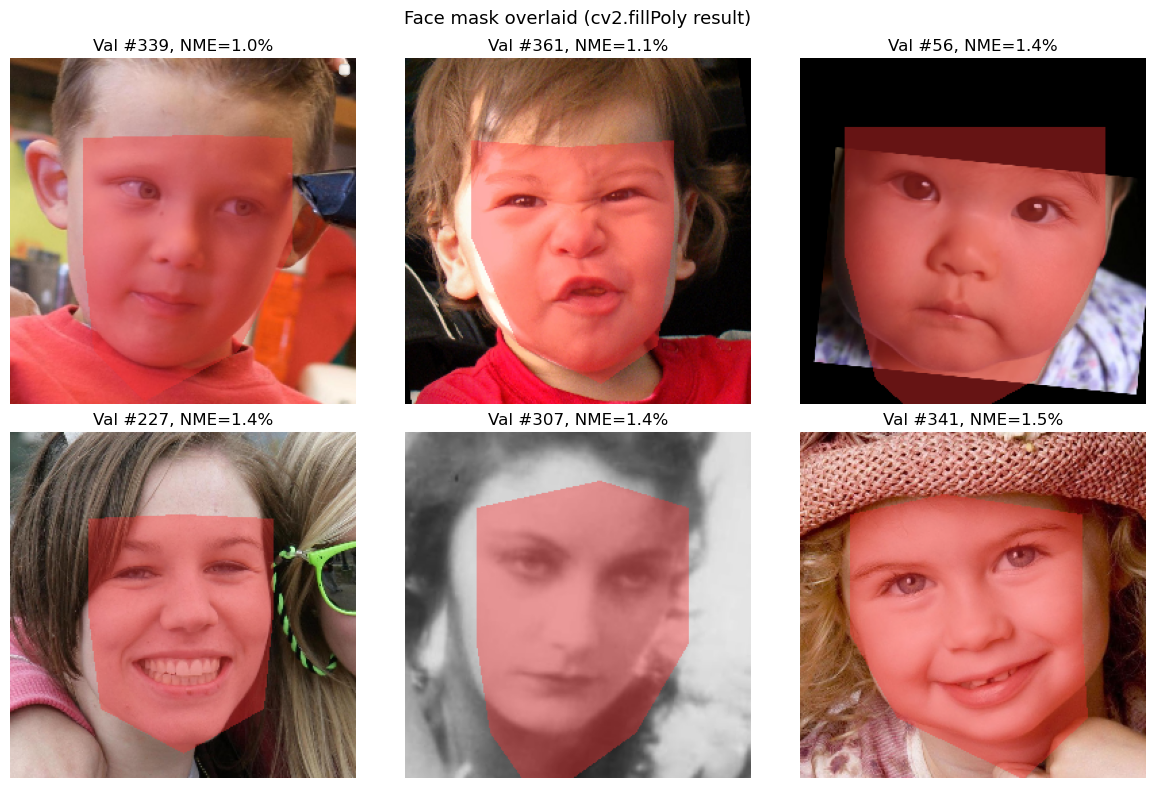 Face mask overlaid (cv2.fillPoly result)
Val #339, NME=1.0%
Val #361, NME=1.1%
Val #56, NME=1.4%
Val #227, NME=1.4%
Val #307, NME=1.4%
Val #341, NME=1.5%